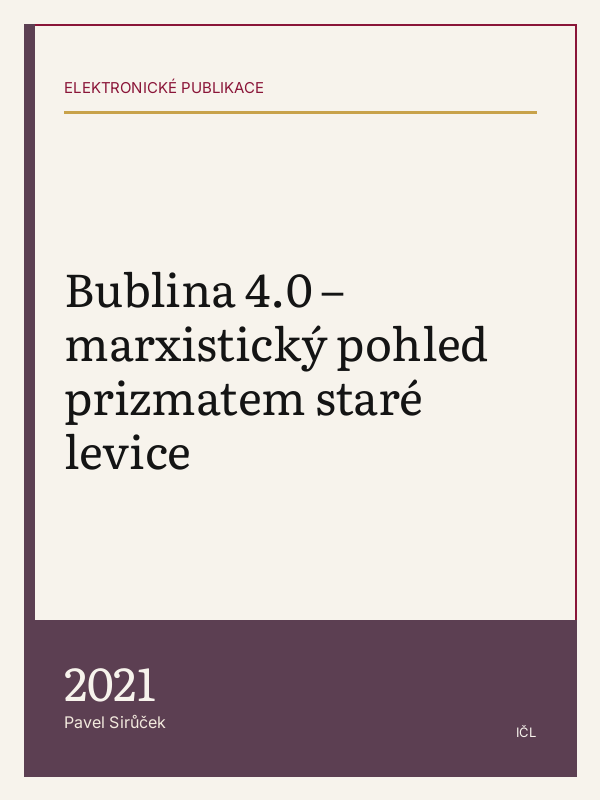 ELEKTRONICKÉ PUBLIKACE
Bublina 4.0 –
marxistický pohled
prizmatem staré
levice
2021
Pavel Sirůček
IČL